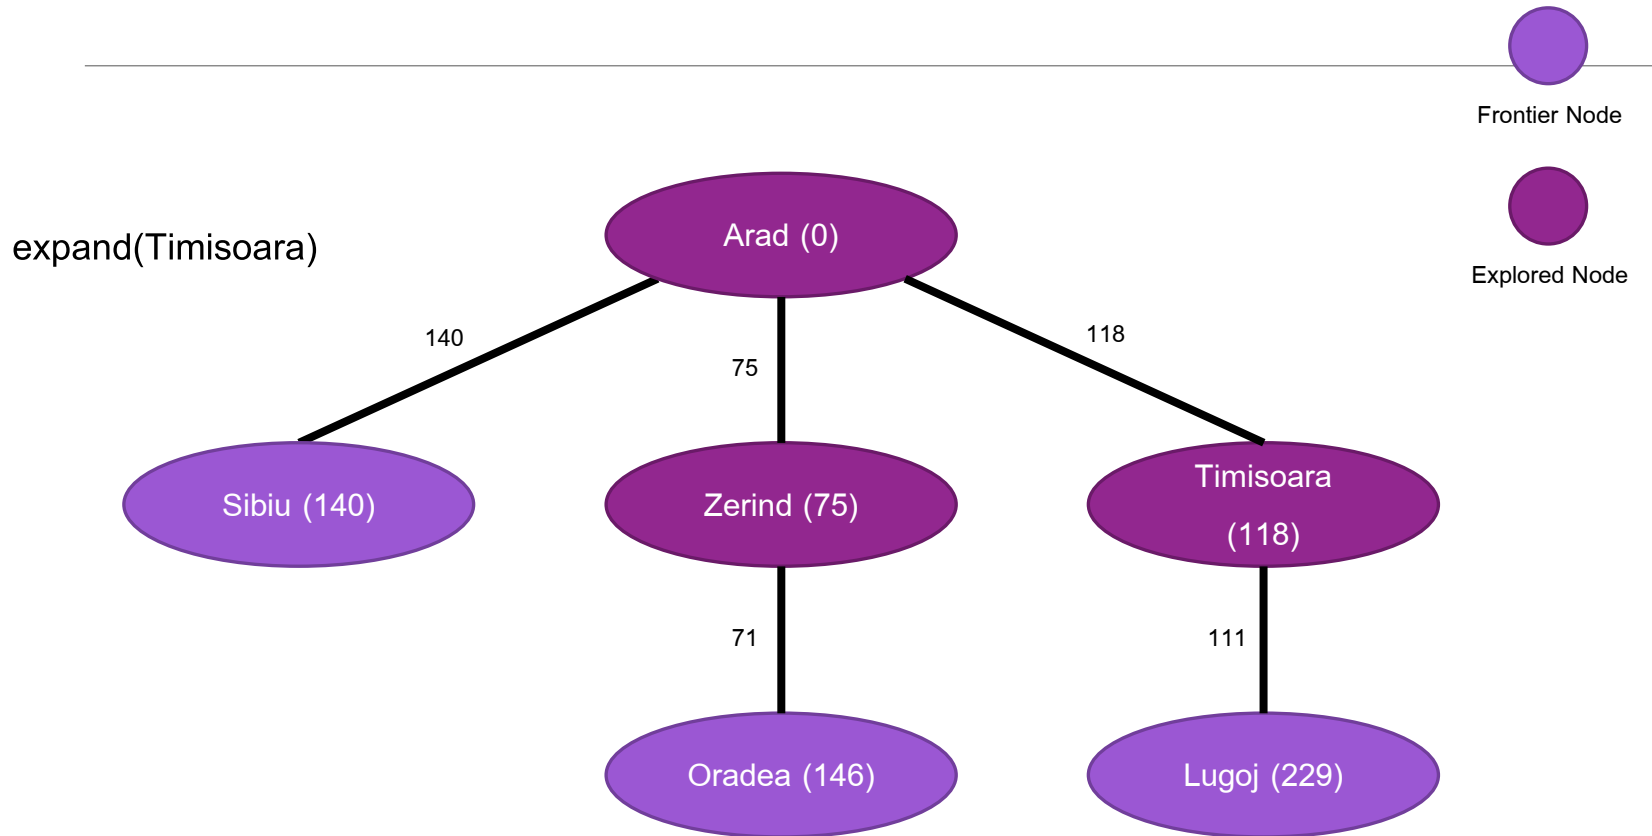 Frontier Node
Arad (0)
expand(Timisoara)
Explored Node
140
75
118
Sibiu (140)
Zerind (75)
Timisoara
(118)
71
111
Oradea (146)
Lugoj (229)